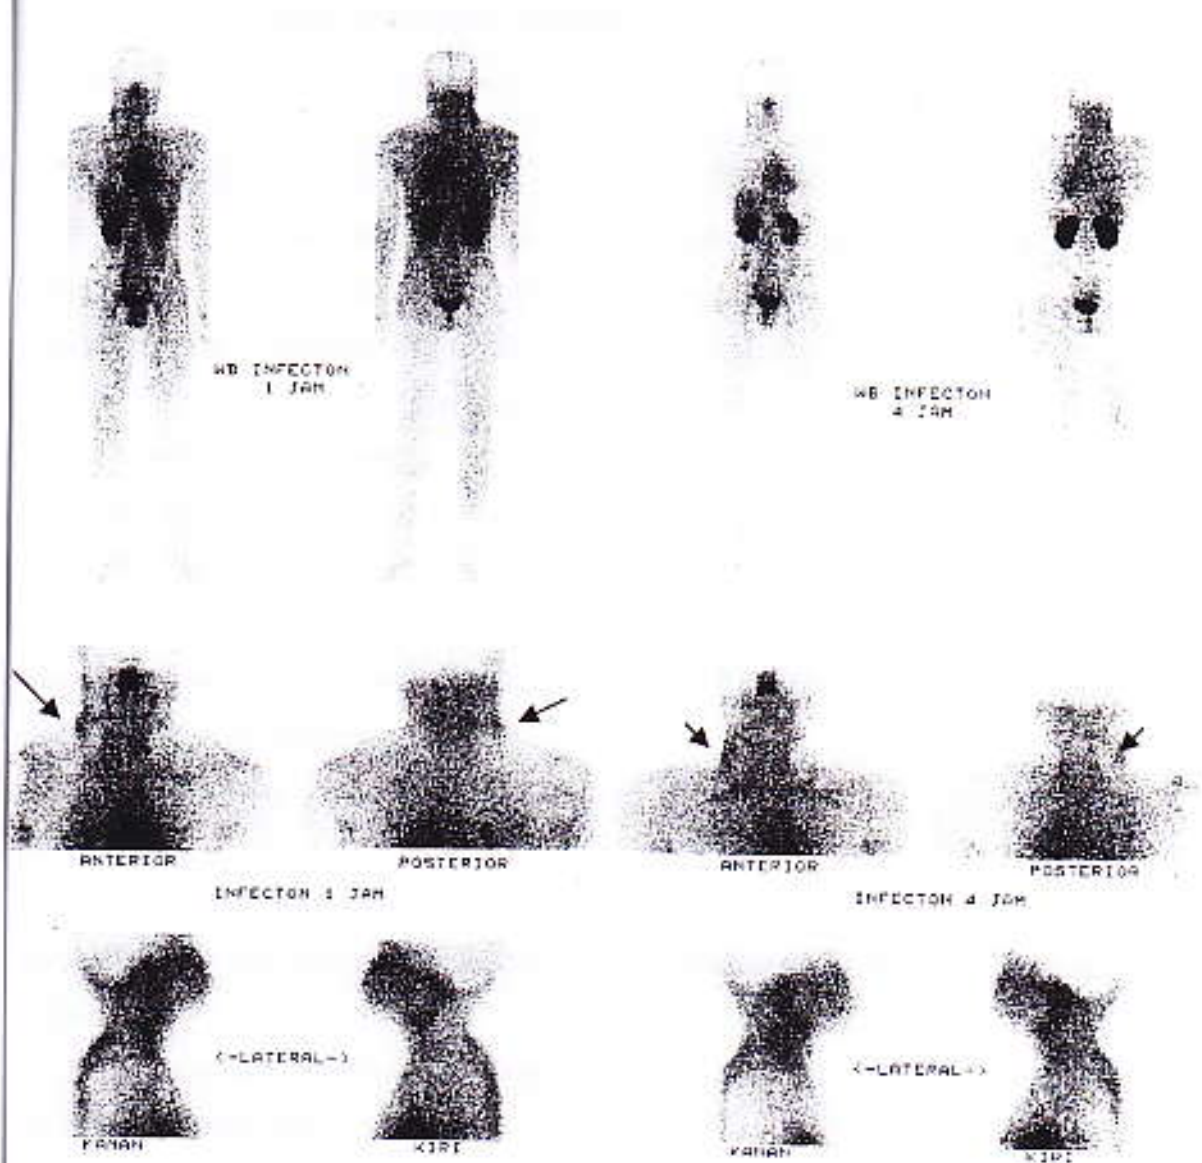 WB INFECTON
1 JAM
WB INFECTON
4 JAM
ANTERIOR
POSTERIOR
ANTERIOR
POSTERIOR
INFECTON 1 JAM
INFECTON 4 JAM
<-LATERAL->
<-LATERAL->
KANAN
KIRI
KANAN
KIRI